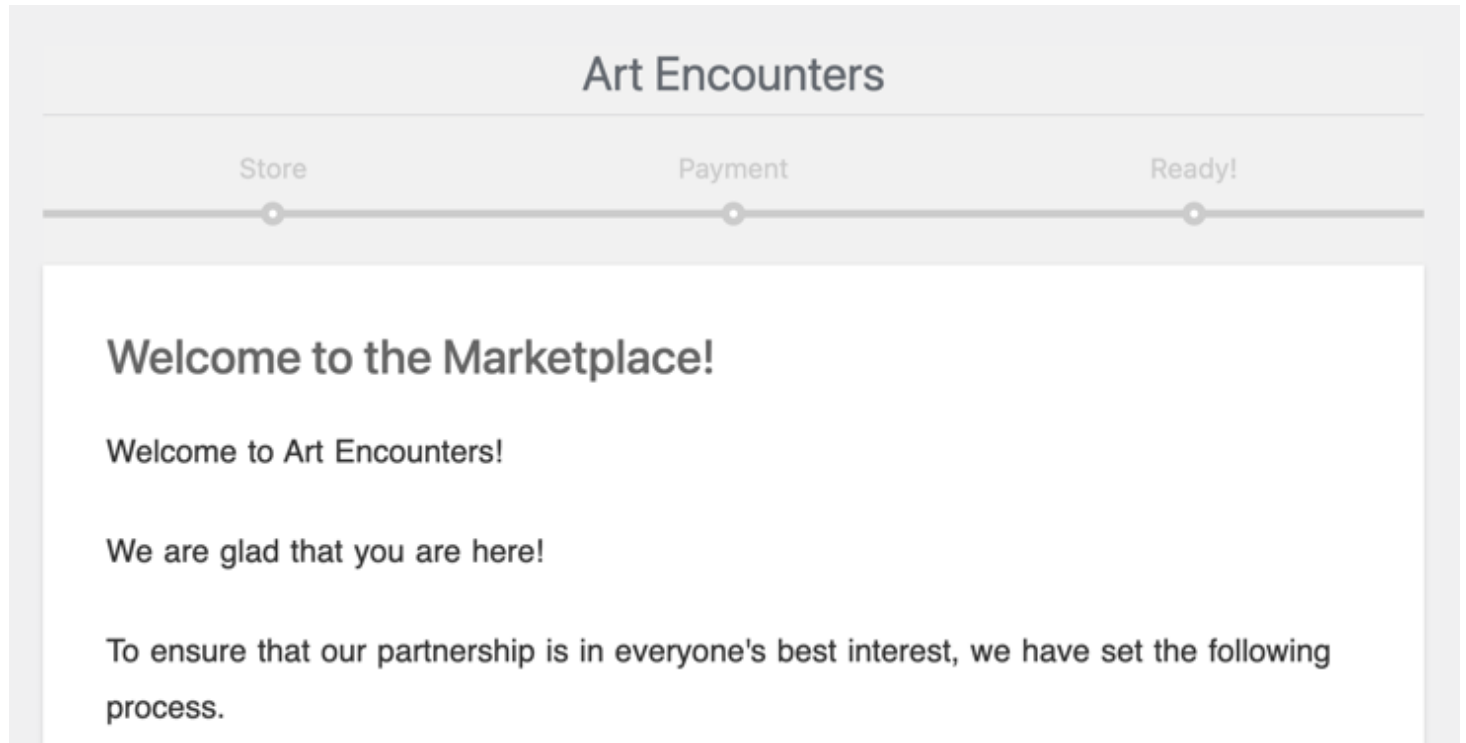 Art Encounters
Store Payment Ready!
Welcome to the Marketplace!
Welcome to Art Encounters!
We are glad that you are here!
To ensure that our partnership is in everyone's best interest, we have set the following
process.